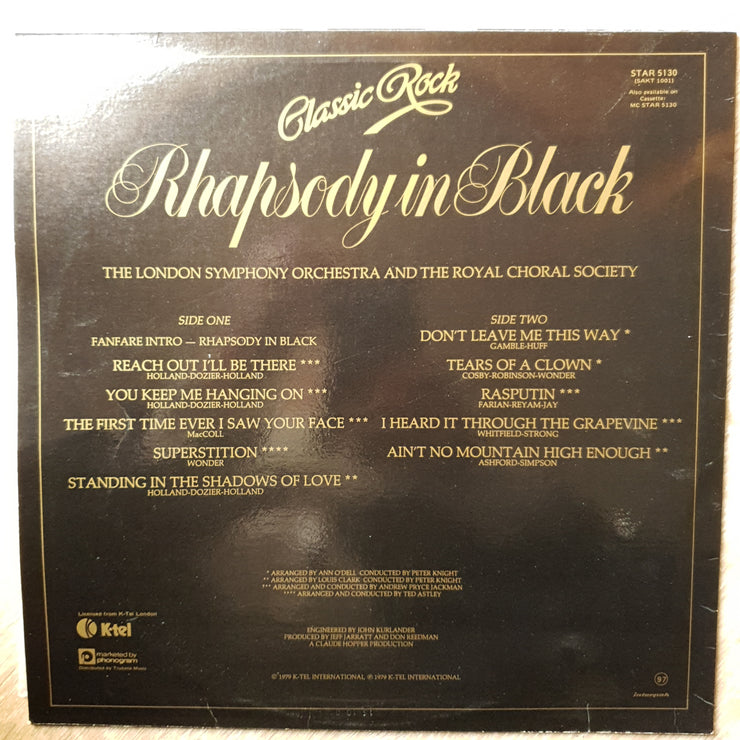 Classic Rock
STAR 5130
(SAKT 1001)
Also available on
Cassette:
MC STAR 5130
Rhapsody in Black
THE LONDON SYMPHONY ORCHESTRA AND THE ROYAL CHORAL SOCIETY
SIDE ONE
FANFARE INTRO — RHAPSODY IN BLACK
REACH OUT I'LL BE THERE ***
HOLLAND-DOZIER-HOLLAND
YOU KEEP ME HANGING ON ***
HOLLAND-DOZIER-HOLLAND
THE FIRST TIME EVER I SAW YOUR FACE ***
MacCOLL
SUPERSTITION ****
WONDER
STANDING IN THE SHADOWS OF LOVE **
HOLLAND-DOZIER-HOLLAND
SIDE TWO
DON'T LEAVE ME THIS WAY *
GAMBLE-HUFF
TEARS OF A CLOWN *
COSBY-ROBINSON-WONDER
RASPUTIN ***
FARIAN-REYAM-JAY
I HEARD IT THROUGH THE GRAPEVINE ***
WHITFIELD-STRONG
AIN'T NO MOUNTAIN HIGH ENOUGH **
ASHFORD-SIMPSON
* ARRANGED BY ANN O'DELL CONDUCTED BY PETER KNIGHT
** ARRANGED BY LOUIS CLARK CONDUCTED BY PETER KNIGHT
*** ARRANGED AND CONDUCTED BY ANDREW PRYCE JACKMAN
**** ARRANGED AND CONDUCTED BY TED ASTLEY
ENGINEERED BY JOHN KURLANDER
PRODUCED BY JEFF JARRATT AND DON REEDMAN
A CLAUDE HOPPER PRODUCTION
Licensed from K-Tel London
K-tel
marketed by
phonogram
Distributed by Trutone Music
© 1979 K-TEL INTERNATIONAL ℗ 1979 K-TEL INTERNATIONAL
97